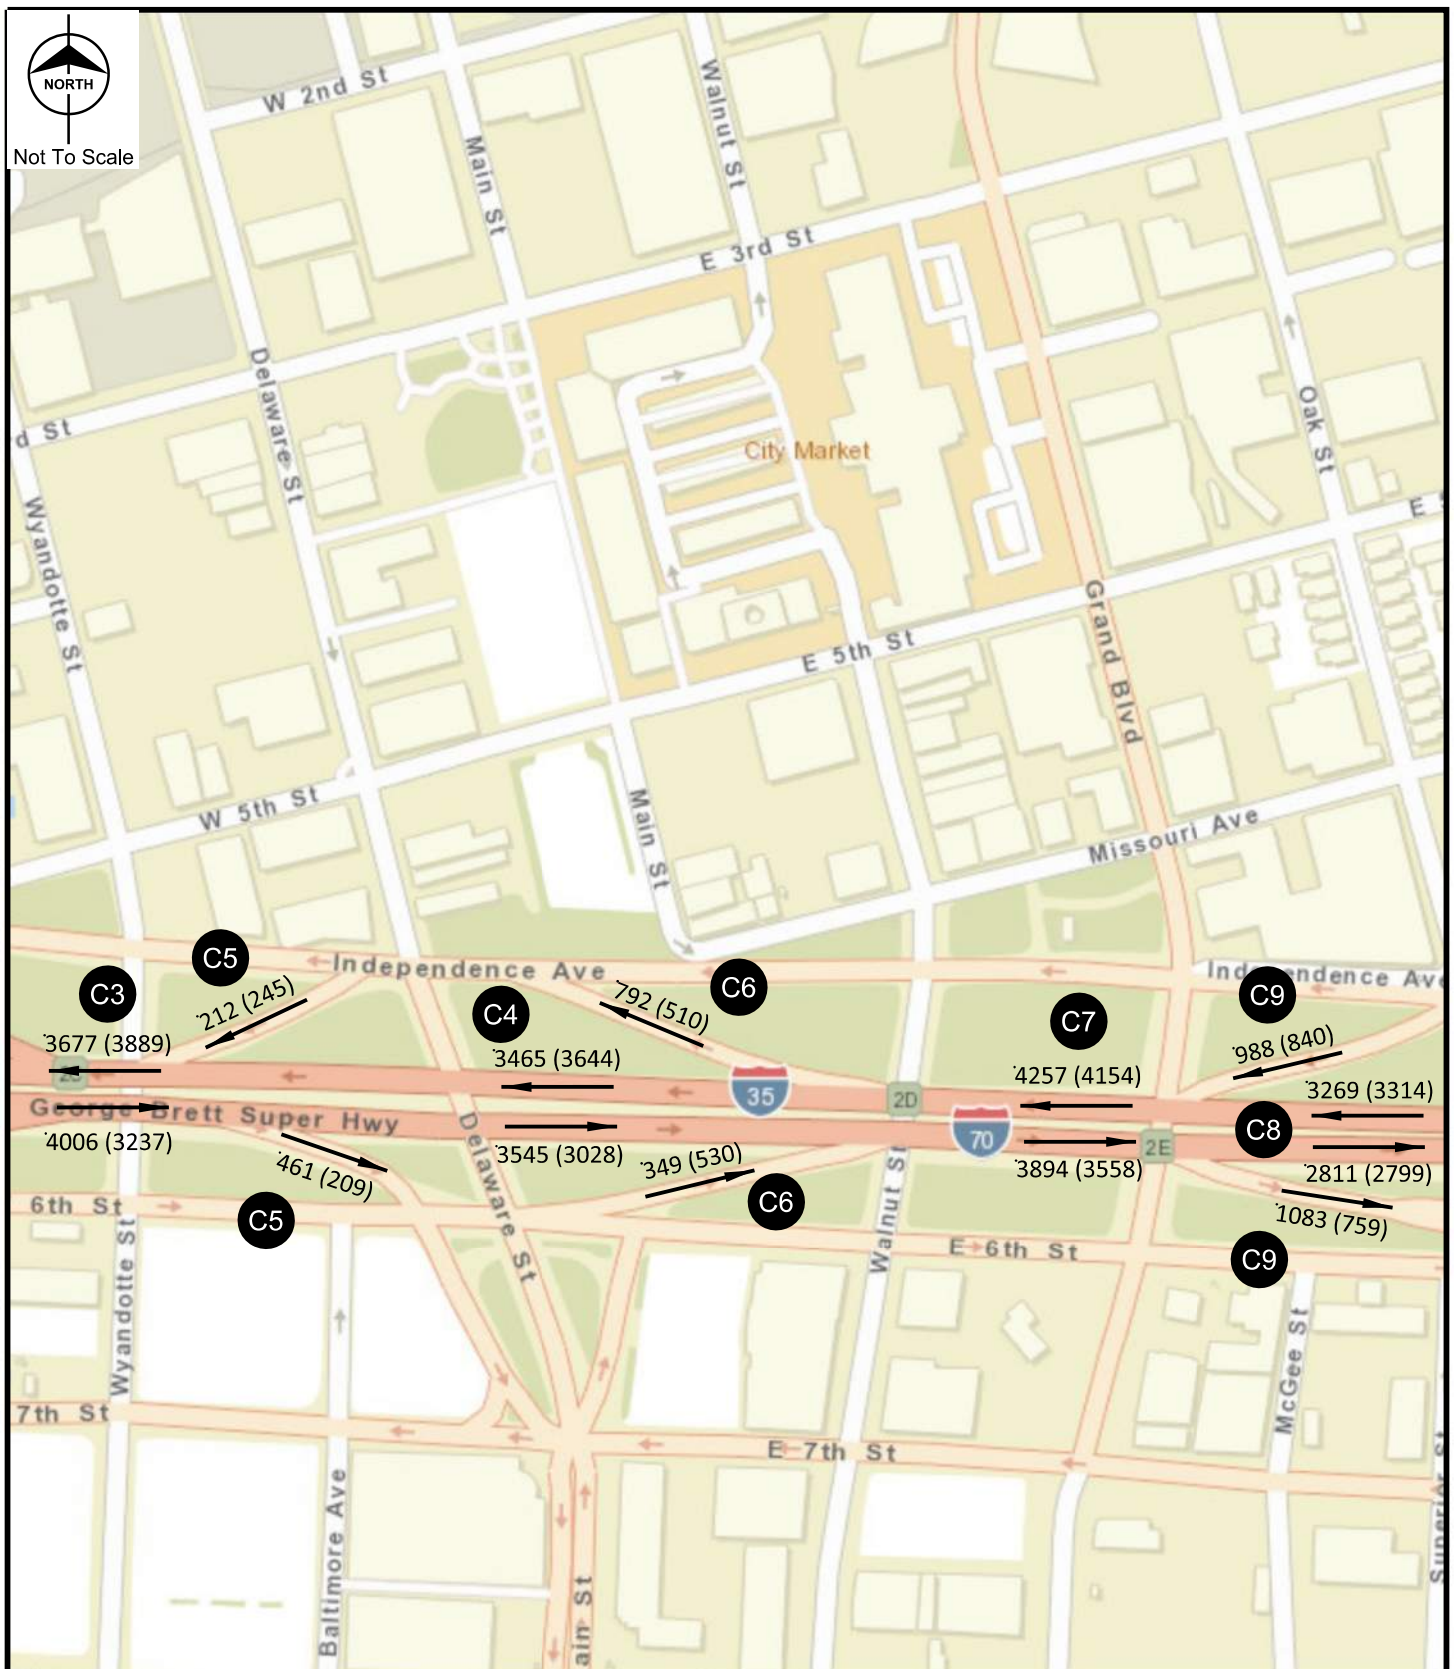 NORTH
Not To Scale
W 2nd St
Main St
Walnut St
E 3rd St
Delaware St
City Market
Oak St
rd St
Wyandotte St
E
Grand Blvd
E 5th St
W 5th St
Main St
Missouri Ave
C5
Independence Ave
C6
Independence Ave
C9
C3
212 (245)
C4
792 (510)
C7
988 (840)
3677 (3889)
3465 (3644)
4257 (4154)
3269 (3314)
35
2D
George Brett Super Hwy
Delaware St
70
2E
C8
4006 (3237)
461 (209)
3545 (3028)
349 (530)
3894 (3558)
2811 (2799)
6th St
C5
C6
Walnut St
1083 (759)
E 6th St
C9
Wyandotte St
McGee St
7th St
E 7th St
Baltimore Ave
ain St
Superior St